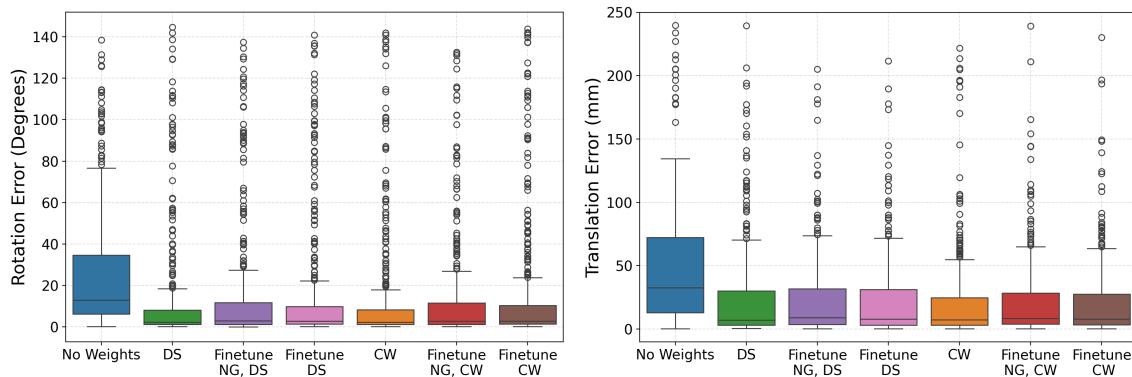 Rotation Error (Degrees)
140
120
100
80
60
40
20
0
No Weights
DS
Finetune
NG, DS
Finetune
DS
CW
Finetune
NG, CW
Finetune
CW
Translation Error (mm)
250
200
150
100
50
0
No Weights
DS
Finetune
NG, DS
Finetune
DS
CW
Finetune
NG, CW
Finetune
CW